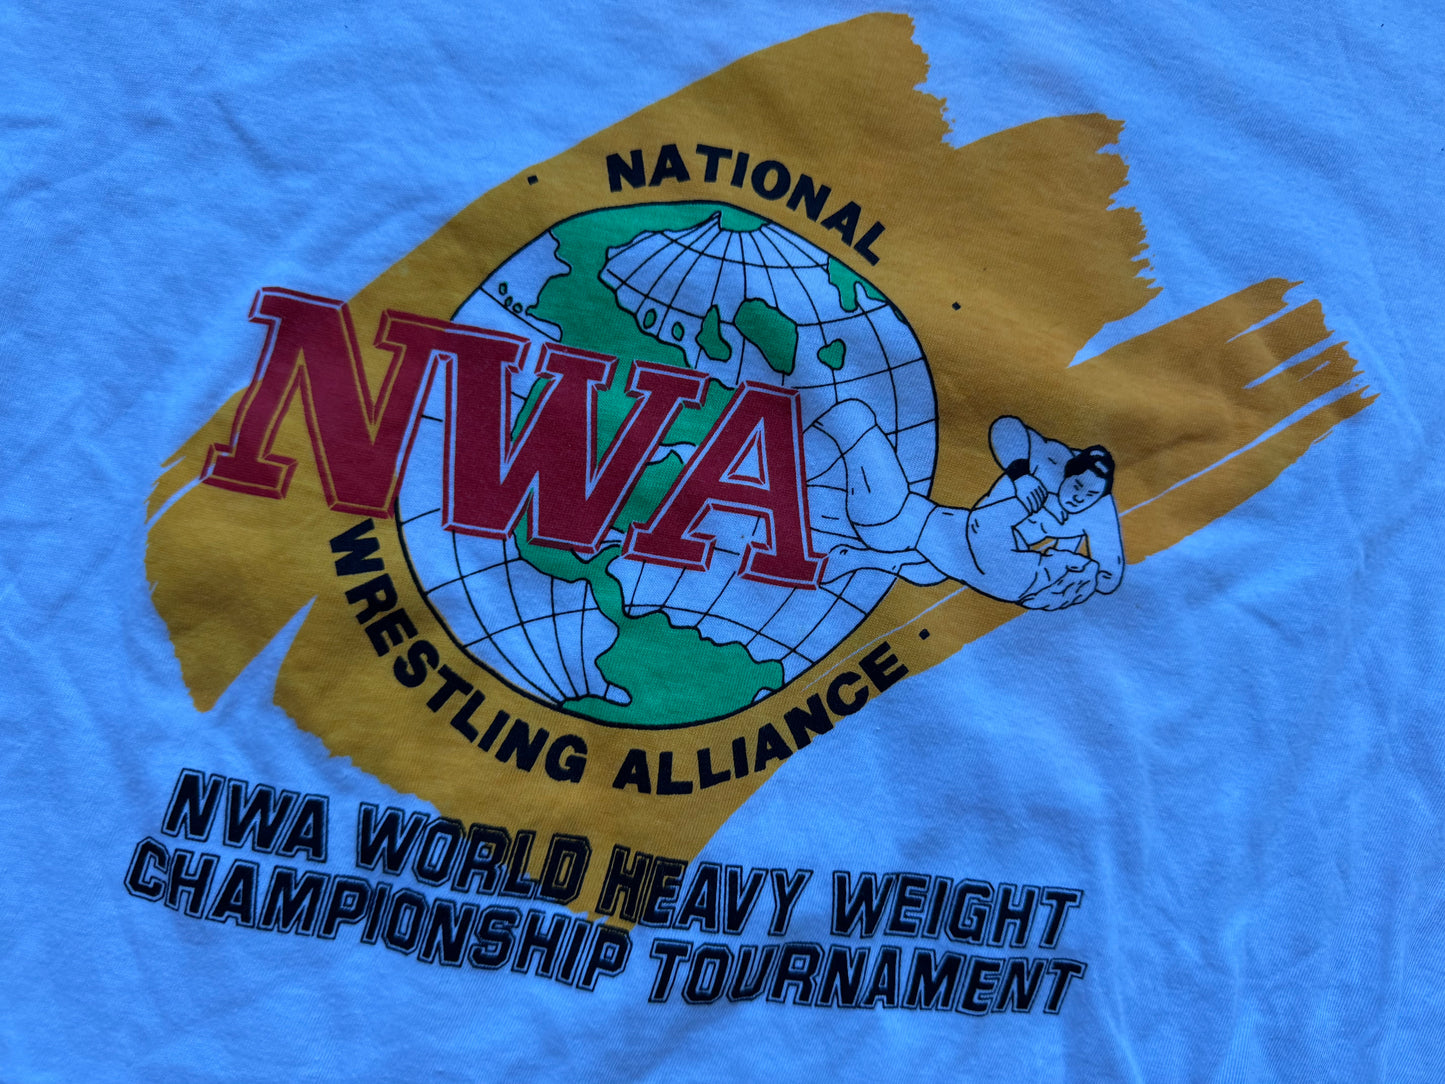 NATIONAL
NWA
WRESTLING ALLIANCE
NWA WORLD HEAVY WEIGHT
CHAMPIONSHIP TOURNAMENT